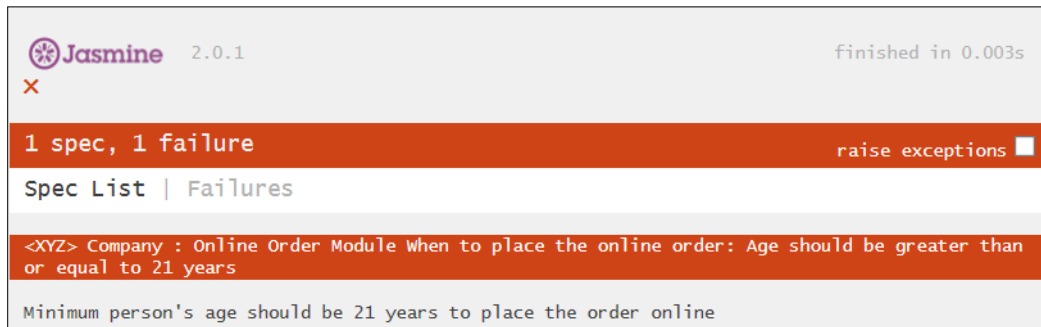 Jasmine 2.0.1 finished in 0.003s
×
1 spec, 1 failure raise exceptions
Spec List | Failures
<XYZ> Company : Online Order Module When to place the online order: Age should be greater than
or equal to 21 years
Minimum person's age should be 21 years to place the order online